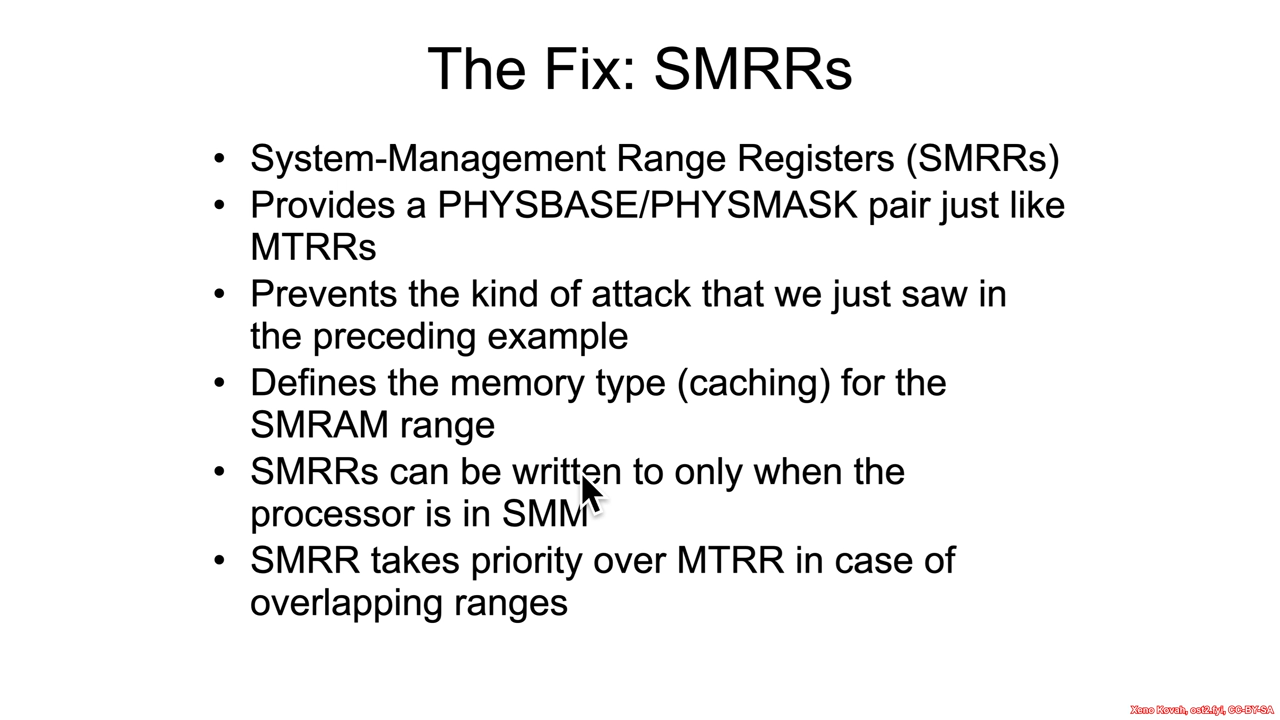 The Fix: SMRRs
• System-Management Range Registers (SMRRs)
• Provides a PHYSBASE/PHYSMASK pair just like
MTRRs
• Prevents the kind of attack that we just saw in
the preceding example
• Defines the memory type (caching) for the
SMRAM range
• SMRRs can be written to only when the
processor is in SMM
• SMRR takes priority over MTRR in case of
overlapping ranges
Xeno Kovah, ost2.fyi, CC-BY-SA